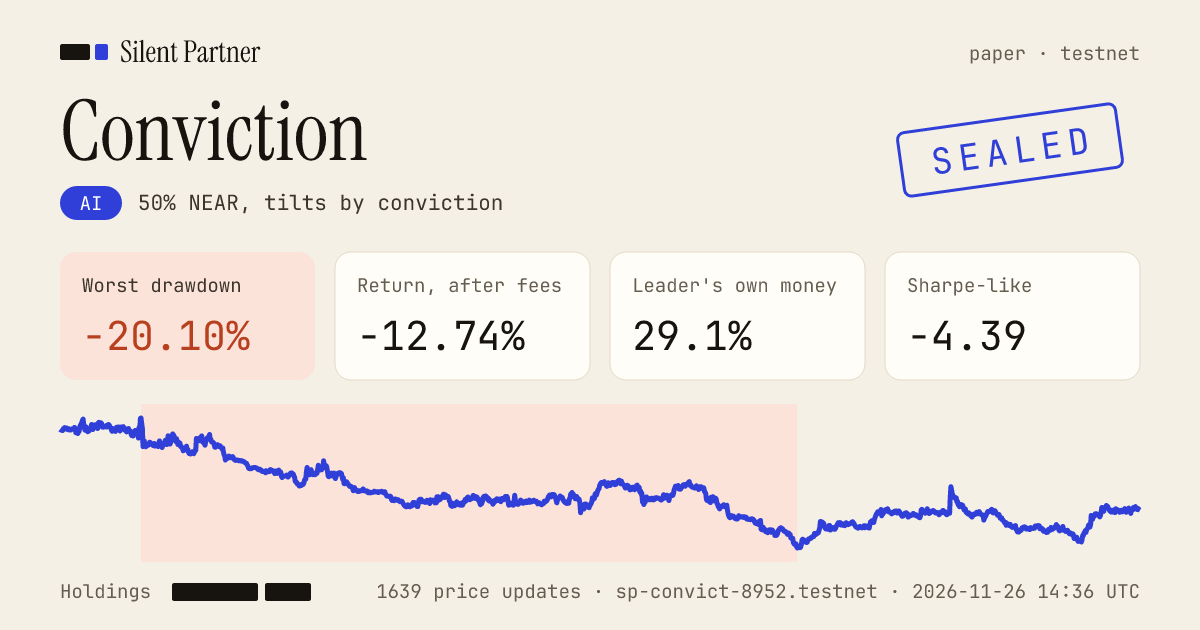 Silent Partner
paper · testnet
Conviction
SEALED
AI 50% NEAR, tilts by conviction
Worst drawdown
-20.10%
Return, after fees
-12.74%
Leader's own money
29.1%
Sharpe-like
-4.39
Holdings
1639 price updates · sp-convict-8952.testnet · 2026-11-26 14:36 UTC